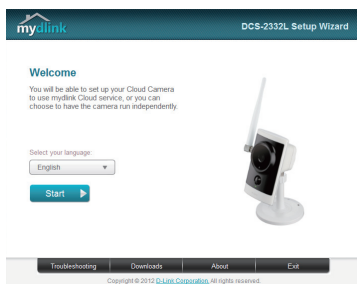 mydlink
DCS-2332L Setup Wizard
Welcome
You will be able to set up your Cloud Camera
to use mydlink Cloud service, or you can
choose to have the camera run independently.
Select your language:
English
Start
Troubleshooting
Downloads
About
Exit
Copyright © 2012 D-Link Corporation, All rights reserved.